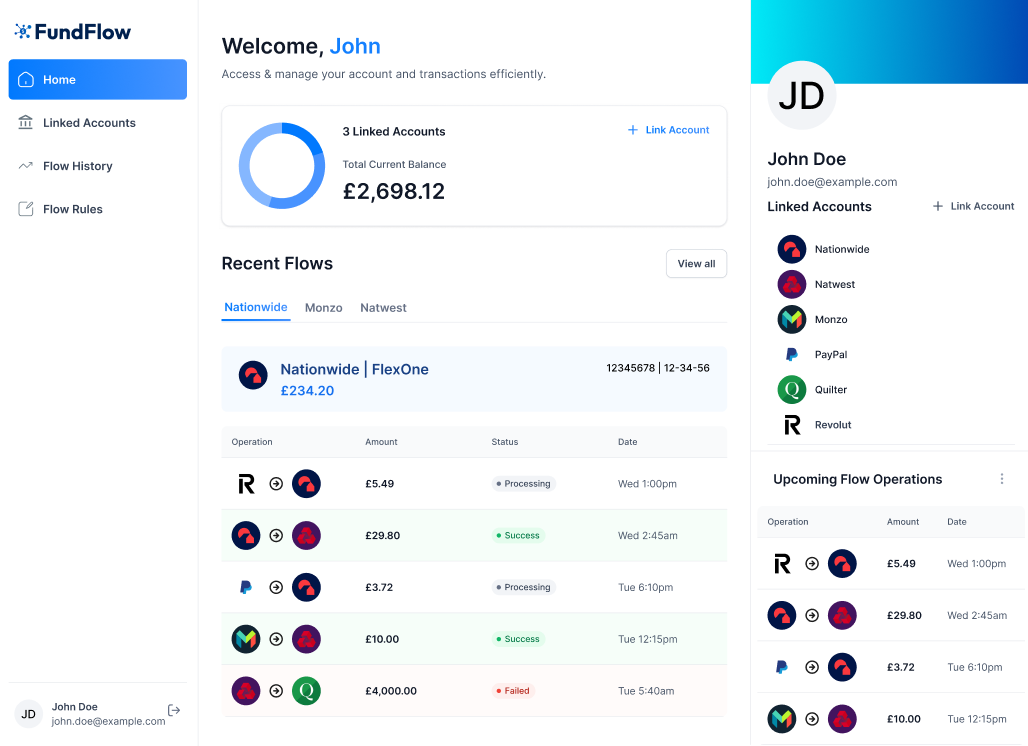 FundFlow
Home
Linked Accounts
Flow History
Flow Rules
JD
John Doe
john.doe@example.com
Welcome, John
Access & manage your account and transactions efficiently.
3 Linked Accounts
+ Link Account
Total Current Balance
£2,698.12
Recent Flows
View all
Nationwide Monzo Natwest
Nationwide | FlexOne
12345678 | 12-34-56
£234.20
Operation Amount Status Date
£5.49 Processing Wed 1:00pm
£29.80 Success Wed 2:45am
£3.72 Processing Tue 6:10pm
£10.00 Success Tue 12:15pm
Q £4,000.00 Failed Tue 5:40am
JD
John Doe
john.doe@example.com
Linked Accounts + Link Account
Nationwide
Natwest
Monzo
PayPal
Q Quilter
R Revolut
Upcoming Flow Operations
Operation Amount Date
R £5.49 Wed 1:00pm
£29.80 Wed 2:45am
£3.72 Tue 6:10pm
£10.00 Tue 12:15pm